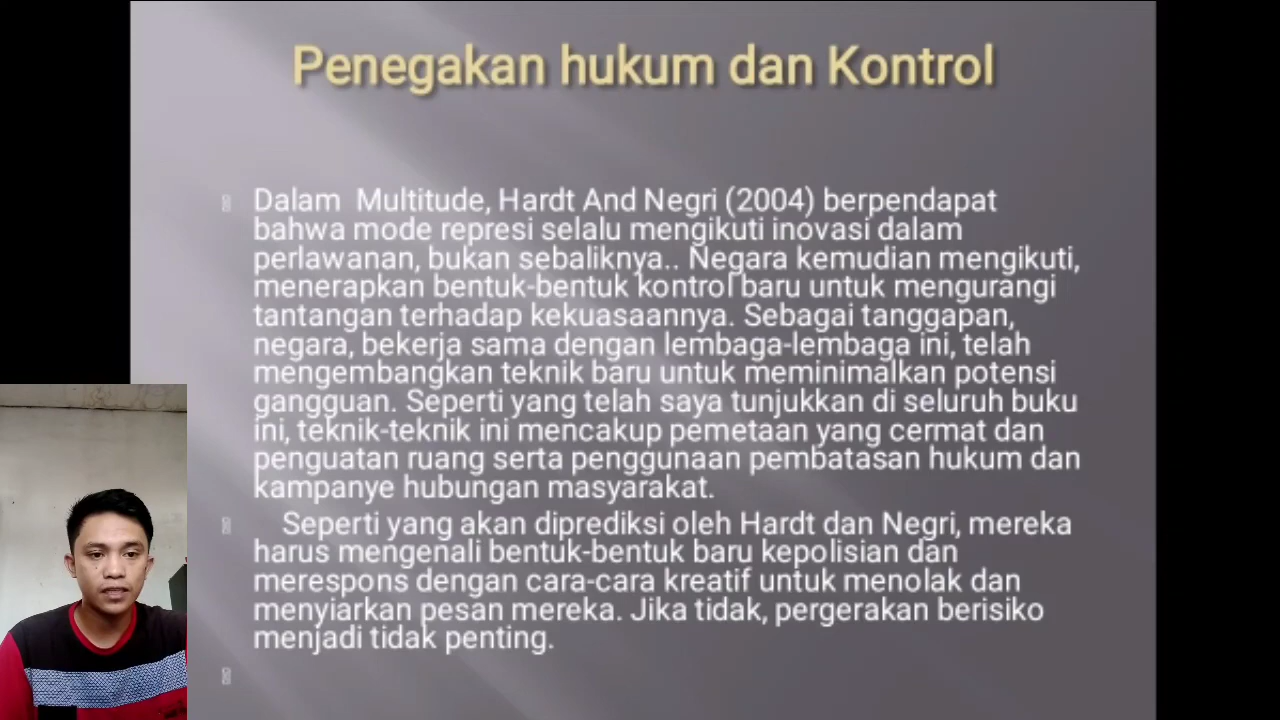 Penegakan hukum dan Kontrol
Dalam  Multitude, Hardt And Negri (2004) berpendapat
bahwa mode represi selalu mengikuti inovasi dalam
perlawanan, bukan sebaliknya.. Negara kemudian mengikuti,
menerapkan bentuk-bentuk kontrol baru untuk mengurangi
tantangan terhadap kekuasaannya. Sebagai tanggapan,
negara, bekerja sama dengan lembaga-lembaga ini, telah
mengembangkan teknik baru untuk meminimalkan potensi
gangguan. Seperti yang telah saya tunjukkan di seluruh buku
ini, teknik-teknik ini mencakup pemetaan yang cermat dan
penguatan ruang serta penggunaan pembatasan hukum dan
kampanye hubungan masyarakat.
Seperti yang akan diprediksi oleh Hardt dan Negri, mereka
harus mengenali bentuk-bentuk baru kepolisian dan
merespons dengan cara-cara kreatif untuk menolak dan
menyiarkan pesan mereka. Jika tidak, pergerakan berisiko
menjadi tidak penting.